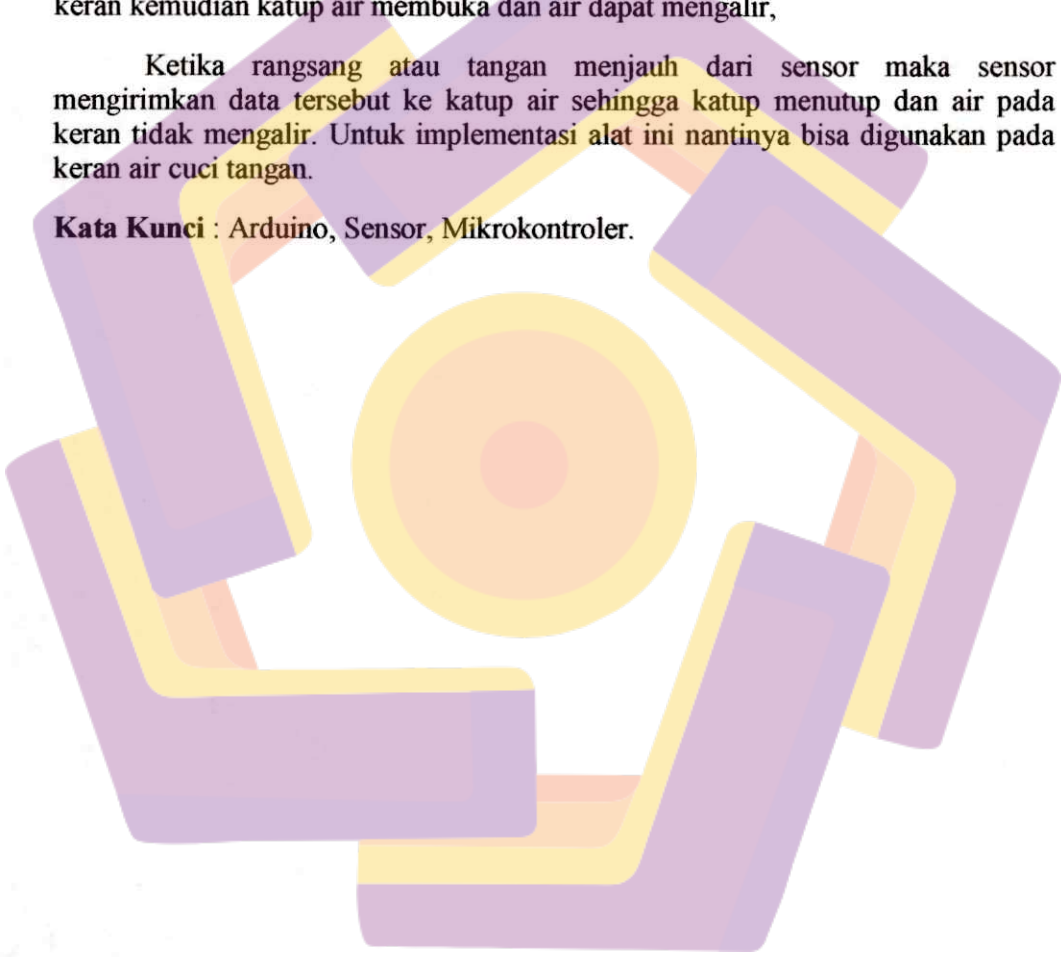 keran kemudian katup air membuka dan air dapat mengalir,
Ketika rangsang atau tangan menjauh dari sensor maka sensor
mengirimkan data tersebut ke katup air sehingga katup menutup dan air pada
keran tidak mengalir. Untuk implementasi alat ini nantinya bisa digunakan pada
keran air cuci tangan.
Kata Kunci : Arduino, Sensor, Mikrokontroler.